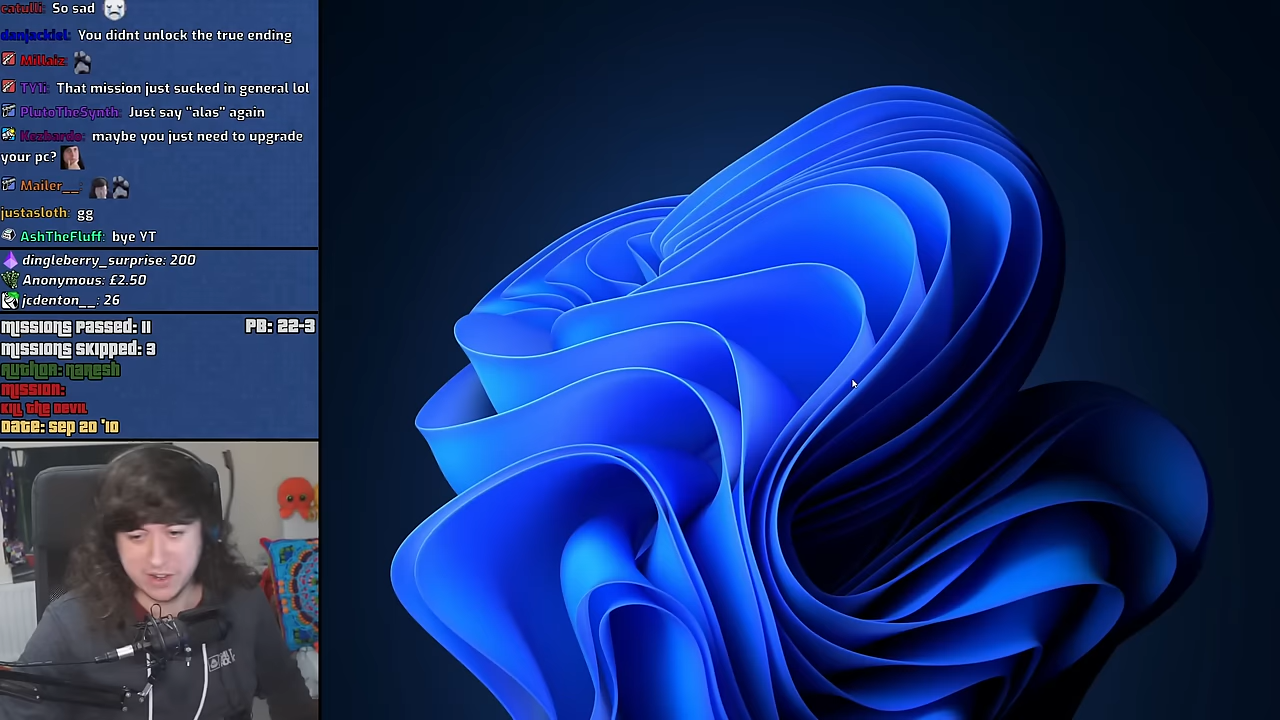 catulli: So sad
danjackiel: You didnt unlock the true ending
Millaiz:
TV1i: That mission just sucked in general lol
PlutoTheSynth: Just say "alas" again
Kezhardo: maybe you just need to upgrade
your pc?
Mailer__:
justasloth: gg
AshTheFluff: bye YT
dingleberry_surprise: 200
Anonymous: £2.50
jcdenton__: 26
Missions Passed: 11 PB: 22-3
Missions Skipped: 3
Author: naresh
Mission:
Kill the Devil
Date: Sep 20 '10